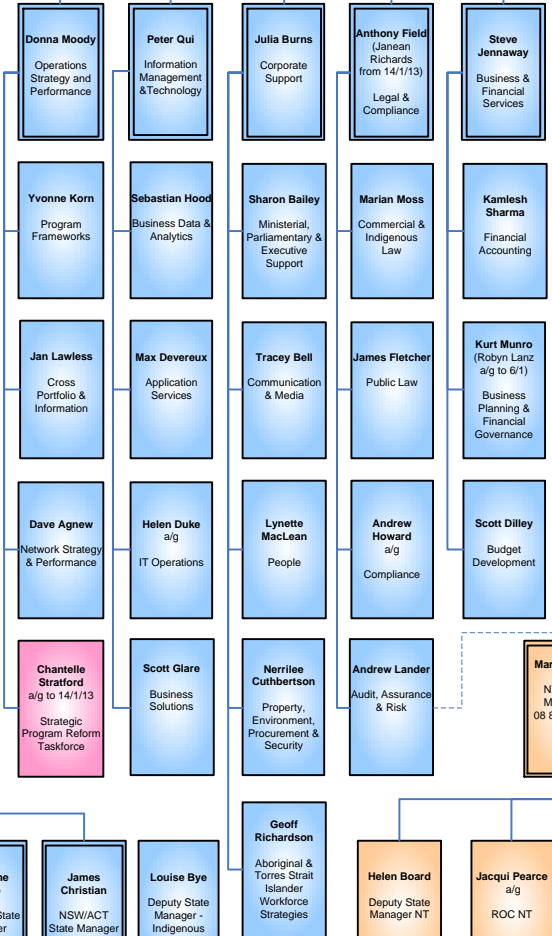 Donna Moody
Operations
Strategy and
Performance
Peter Qui
Information
Management
&Technology
Julia Burns
Corporate
Support
Anthony Field
(Janean
Richards
from 14/1/13)
Legal &
Compliance
Steve
Jennaway
Business &
Financial
Services
Yvonne Korn
Program
Frameworks
Sebastian Hood
Business Data &
Analytics
Sharon Bailey
Ministerial,
Parliamentary &
Executive
Support
Marian Moss
Commercial &
Indigenous
Law
Kamlesh
Sharma
Financial
Accounting
Jan Lawless
Cross
Portfolio &
Information
Max Devereux
Application
Services
Tracey Bell
Communication
& Media
James Fletcher
Public Law
Kurt Munro
(Robyn Lanz
a/g to 6/1)
Business
Planning &
Financial
Governance
Dave Agnew
Network Strategy
& Performance
Helen Duke
a/g
IT Operations
Lynette
MacLean
People
Andrew
Howard
a/g
Compliance
Scott Dilley
Budget
Development
Chantelle
Stratford
a/g to 14/1/13
Strategic
Program Reform
Taskforce
Scott Glare
Business
Solutions
Nerrilee
Cuthbertson
Property,
Environment,
Procurement &
Security
Andrew Lander
Audit, Assurance
& Risk
Mar
N
M
08 8
Geoff
Richardson
Aboriginal &
Torres Strait
Islander
Workforce
Strategies
ne
State
er
James
Christian
NSW/ACT
State Manager
Louise Bye
Deputy State
Manager -
Indigenous
Helen Board
Deputy State
Manager NT
Jacqui Pearce
a/g
ROC NT